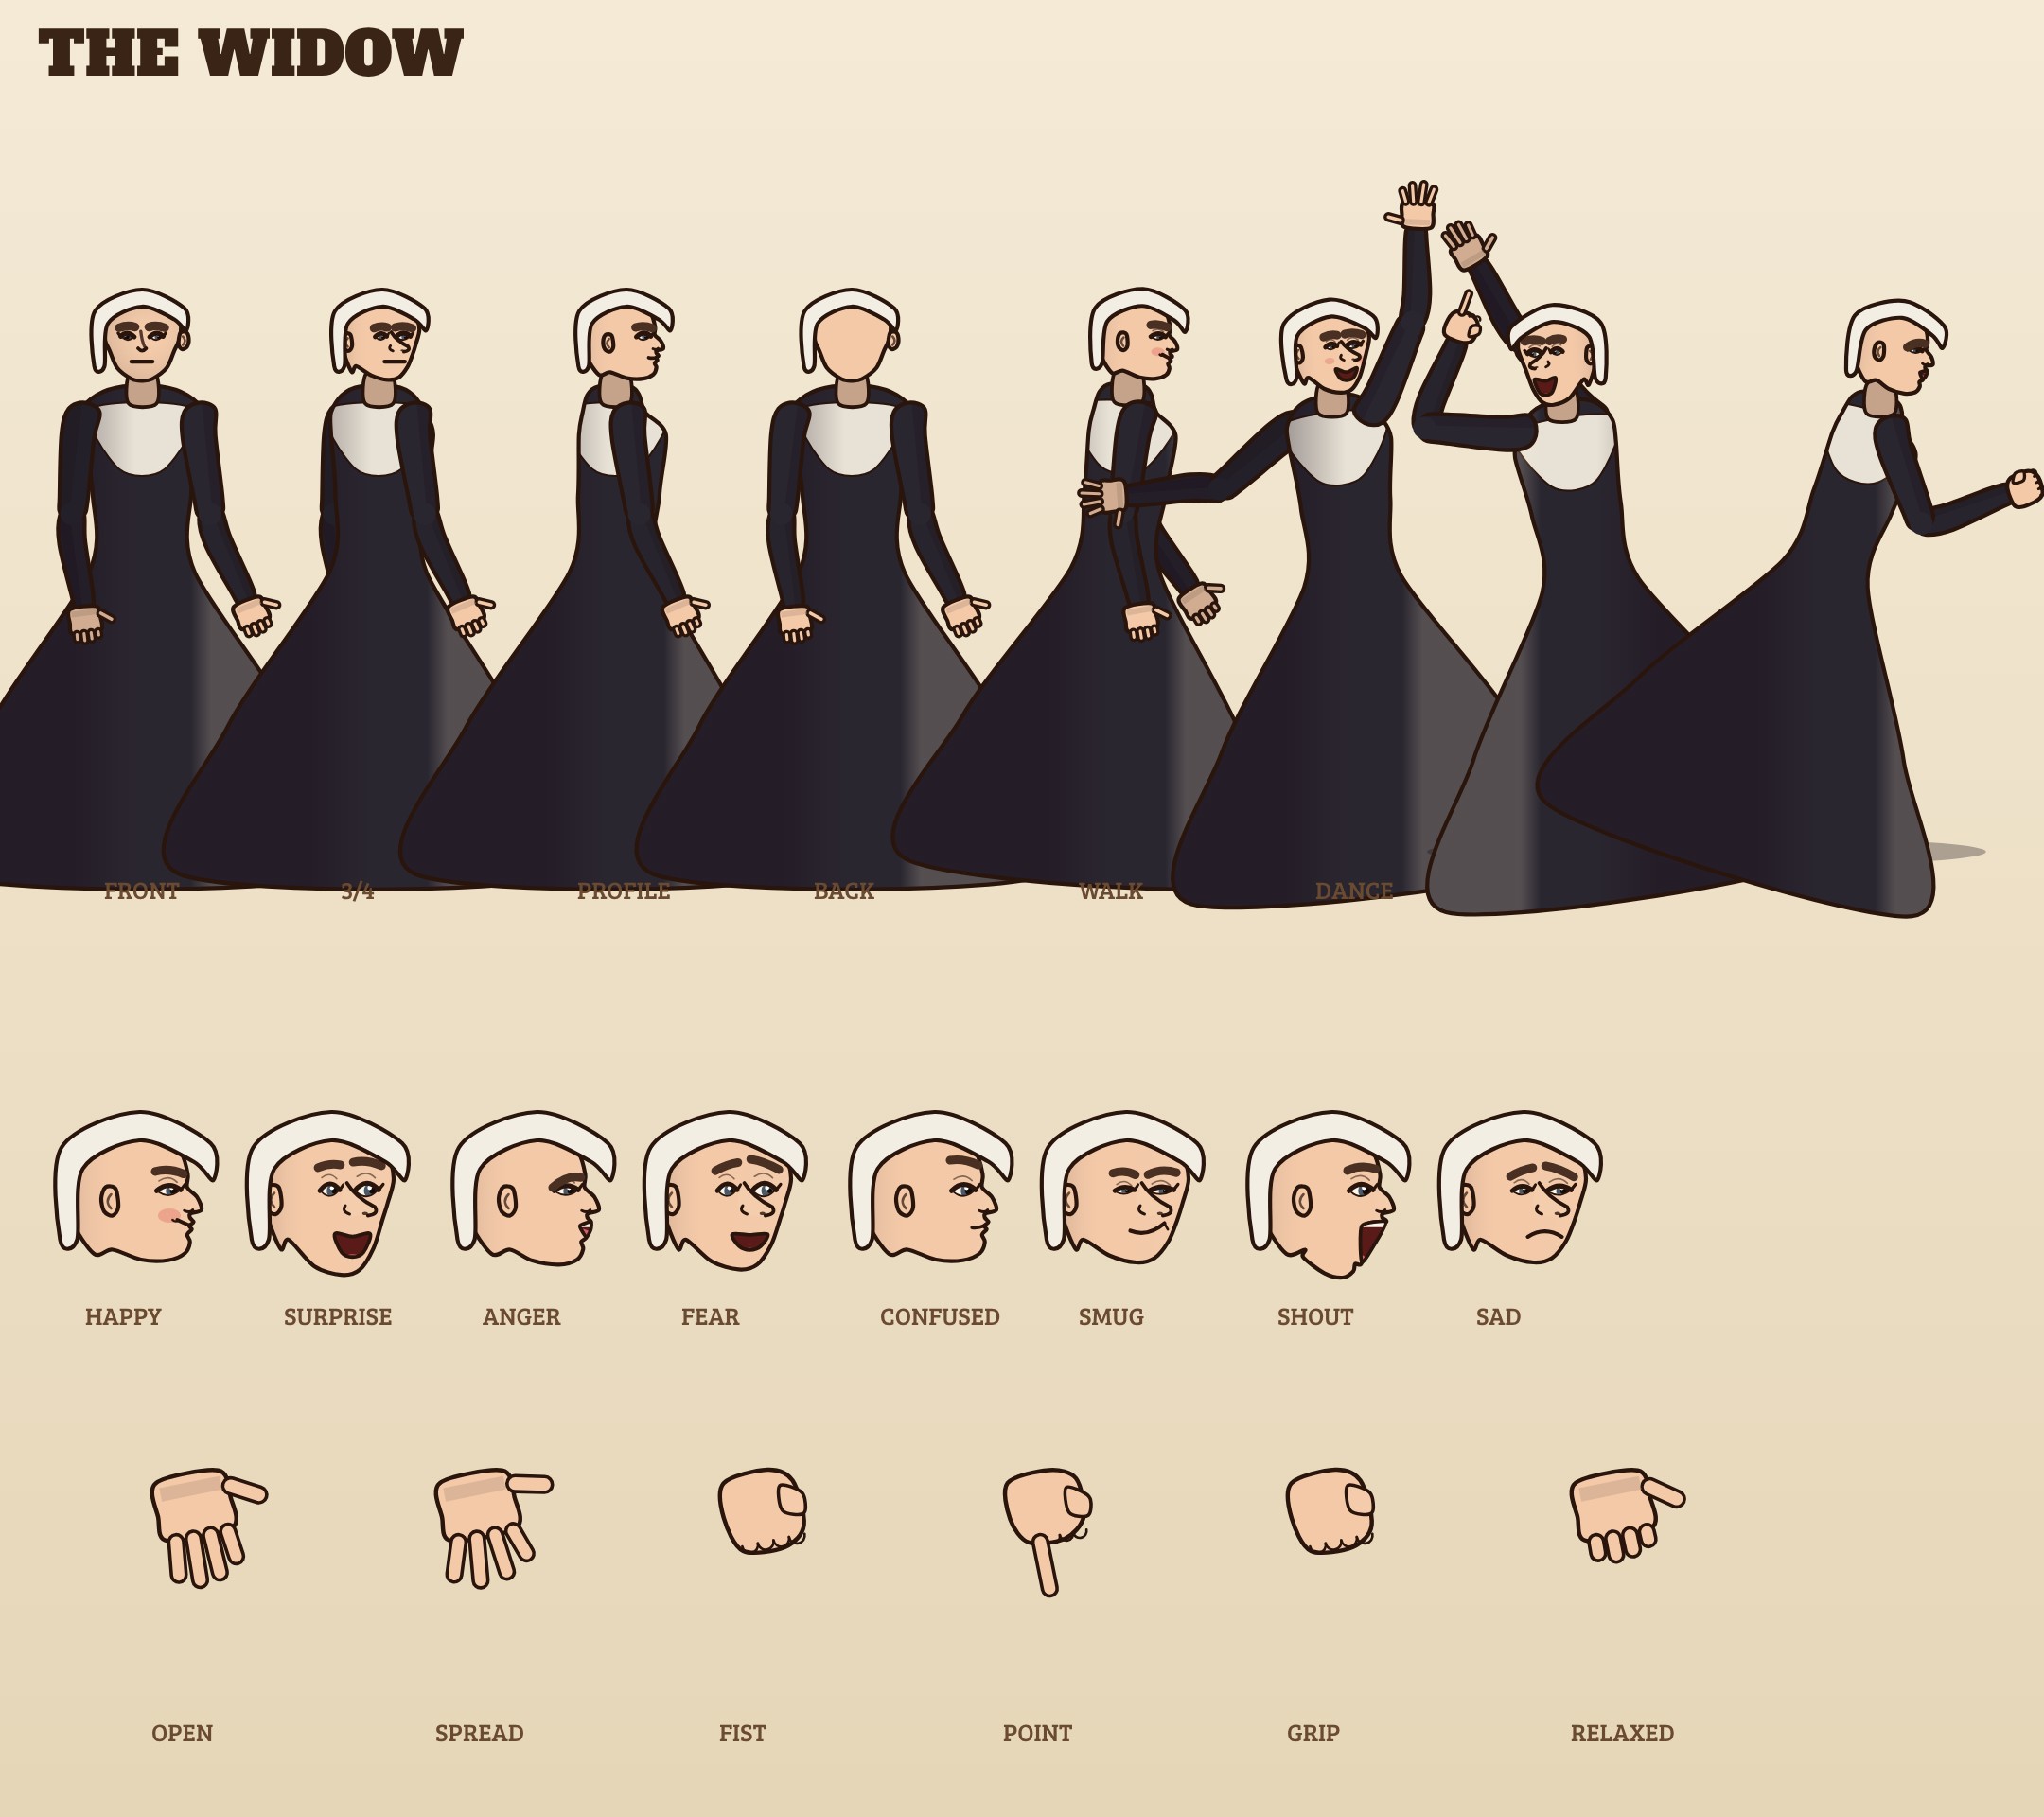 THE WIDOW
FRONT 3/4 PROFILE BACK WALK DANCE
HAPPY SURPRISE ANGER FEAR CONFUSED SMUG SHOUT SAD
OPEN SPREAD FIST POINT GRIP RELAXED